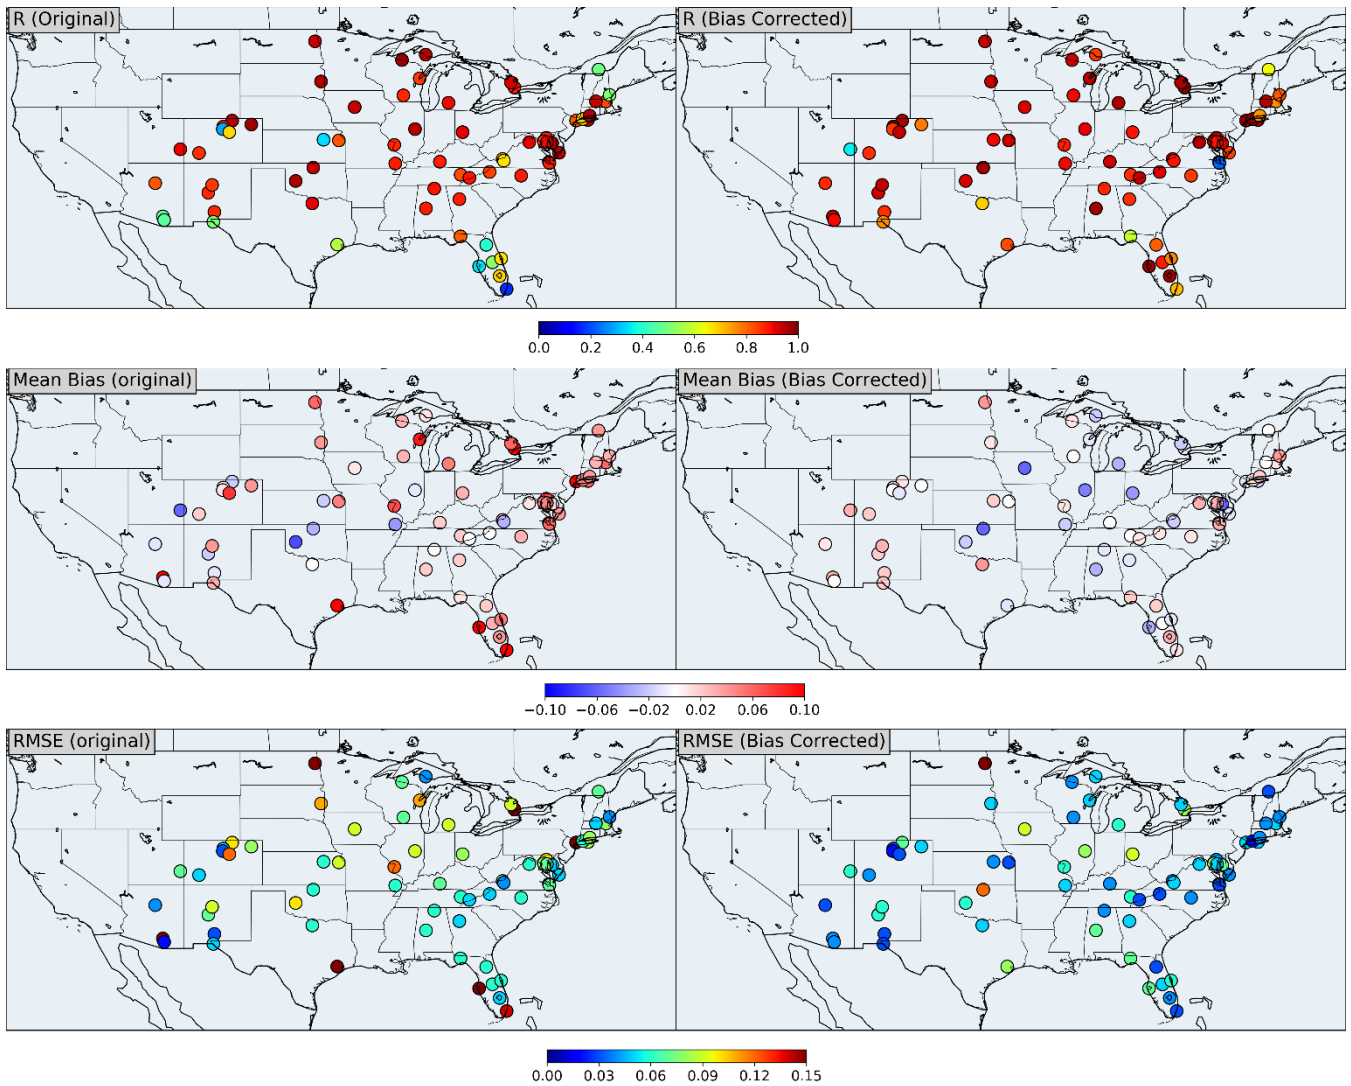 R (Original) R (Bias Corrected)
0.0 0.2 0.4 0.6 0.8 1.0
Mean Bias (original) Mean Bias (Bias Corrected)
−0.10 −0.06 −0.02 0.02 0.06 0.10
RMSE (original) RMSE (Bias Corrected)
0.00 0.03 0.06 0.09 0.12 0.15